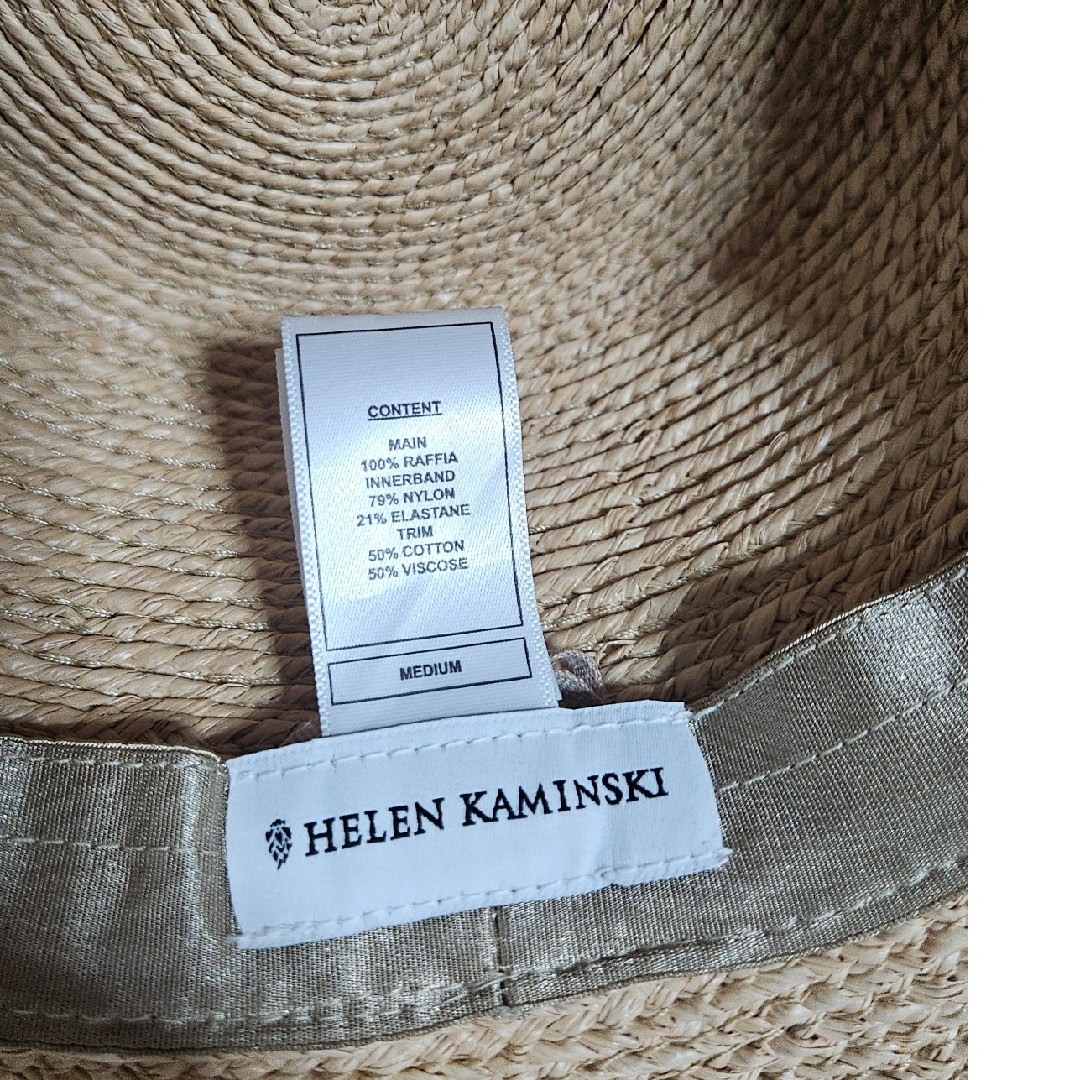 CONTENT
MAIN
100% RAFFIA
INNERBAND
79% NYLON
21% ELASTANE
TRIM
50% COTTON
50% VISCOSE
MEDIUM
HELEN KAMINSKI